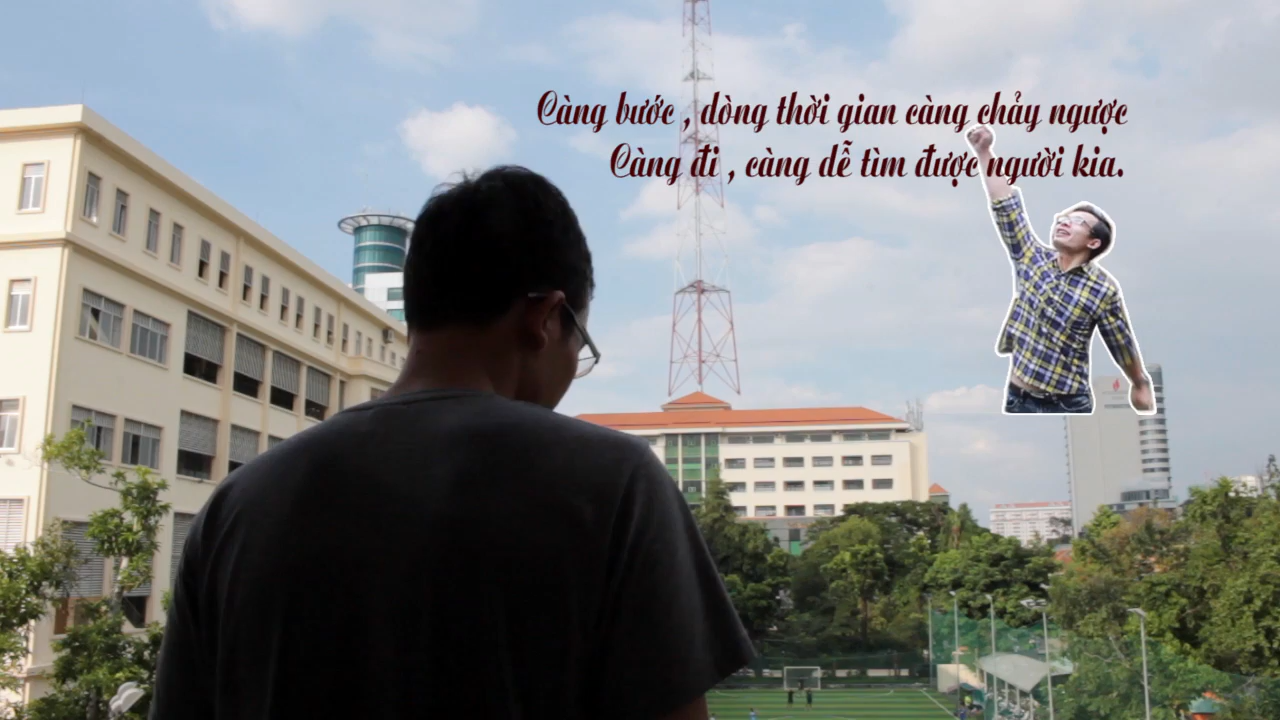 Càng bước , dòng thời gian càng chảy ngược
Càng đi , càng dễ tìm được người kia.